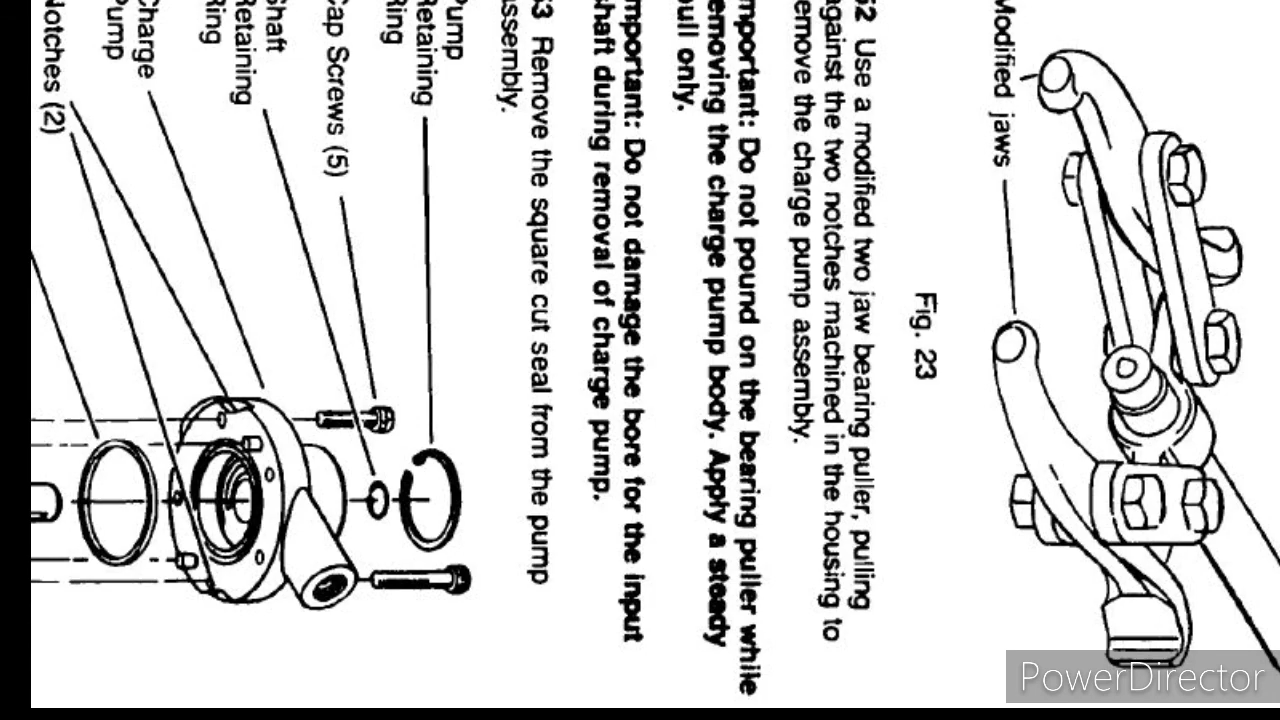 Modified jaws
Fig. 23
62 Use a modified two jaw bearing puller, pulling
against the two notches machined in the housing to
emove the charge pump assembly.
mportant: Do not pound on the bearing puller while
emoving the charge pump body. Apply a steady
pull only.
mportant: Do not damage the bore for the input
shaft during removal of charge pump.
63 Remove the square cut seal from the pump
assembly.
Pump
Retaining
Ring
Cap Screws (5)
Shaft
Retaining
Ring
Charge
Pump
Notches (2)
PowerDirector